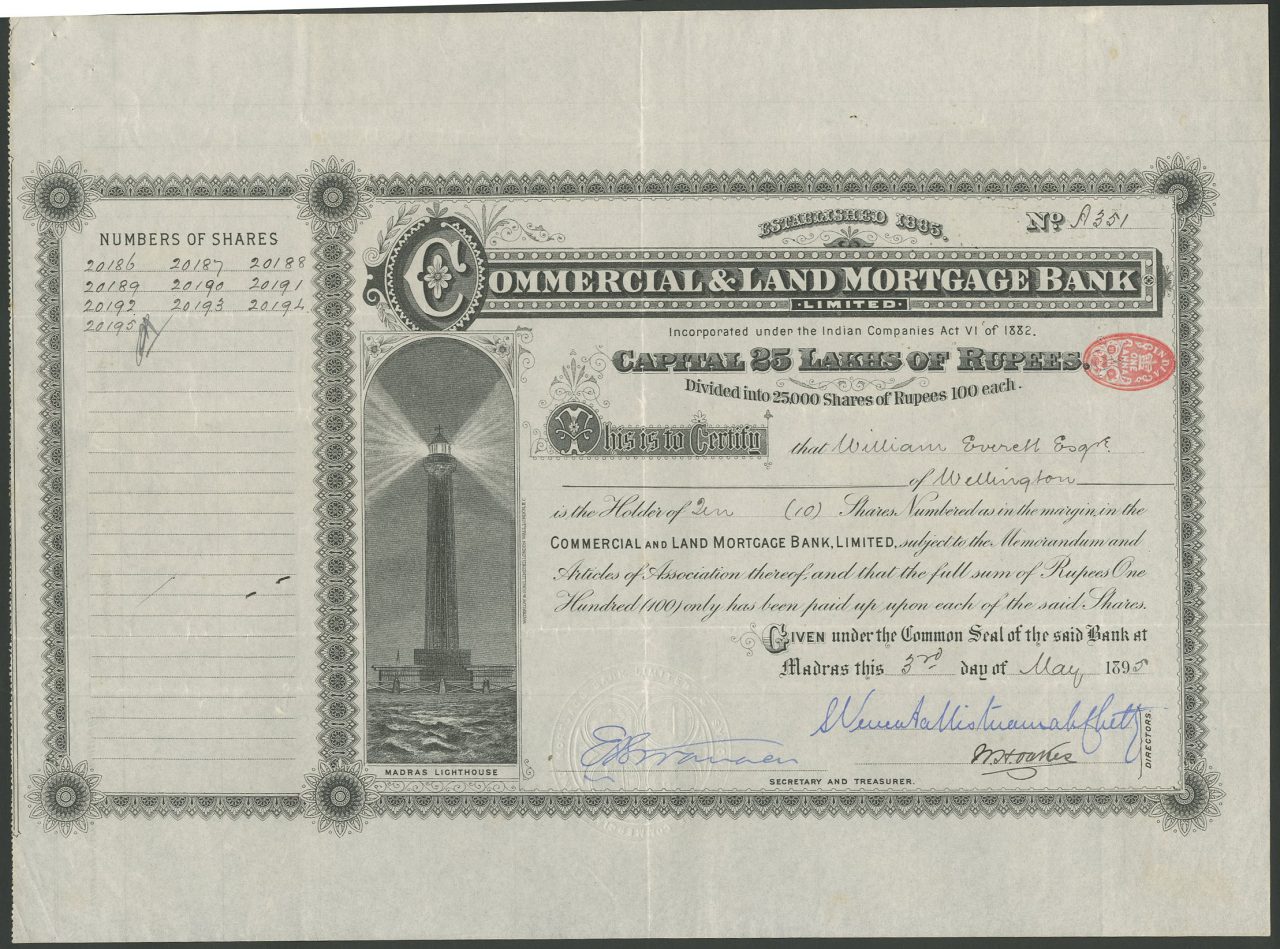 NUMBERS OF SHARES
20186 20187 20188
20189 20190 20191
20192 20193 20194
20195
ESTABLISHED 1885.
No A351
COMMERCIAL & LAND MORTGAGE BANK
·LIMITED·
Incorporated under the Indian Companies Act VI of 1882.
CAPITAL 25 LAKHS OF RUPEES.
Divided into 25,000 Shares of Rupees 100 each.
INDIA
ONE
ANNA
This is to Certify that William Everett Esqre.
of Wellington
is the Holder of Ten (10) Shares Numbered as in the margin, in the
COMMERCIAL AND LAND MORTGAGE BANK, LIMITED, subject to the Memorandum and
Articles of Association thereof, and that the full sum of Rupees One
Hundred (100) only has been paid up upon each of the said Shares.
GIVEN under the Common Seal of the said Bank at
Madras this 3rd day of May 1895
W.H. Oakes
DIRECTORS.
SECRETARY AND TREASURER.
MADRAS LIGHTHOUSE